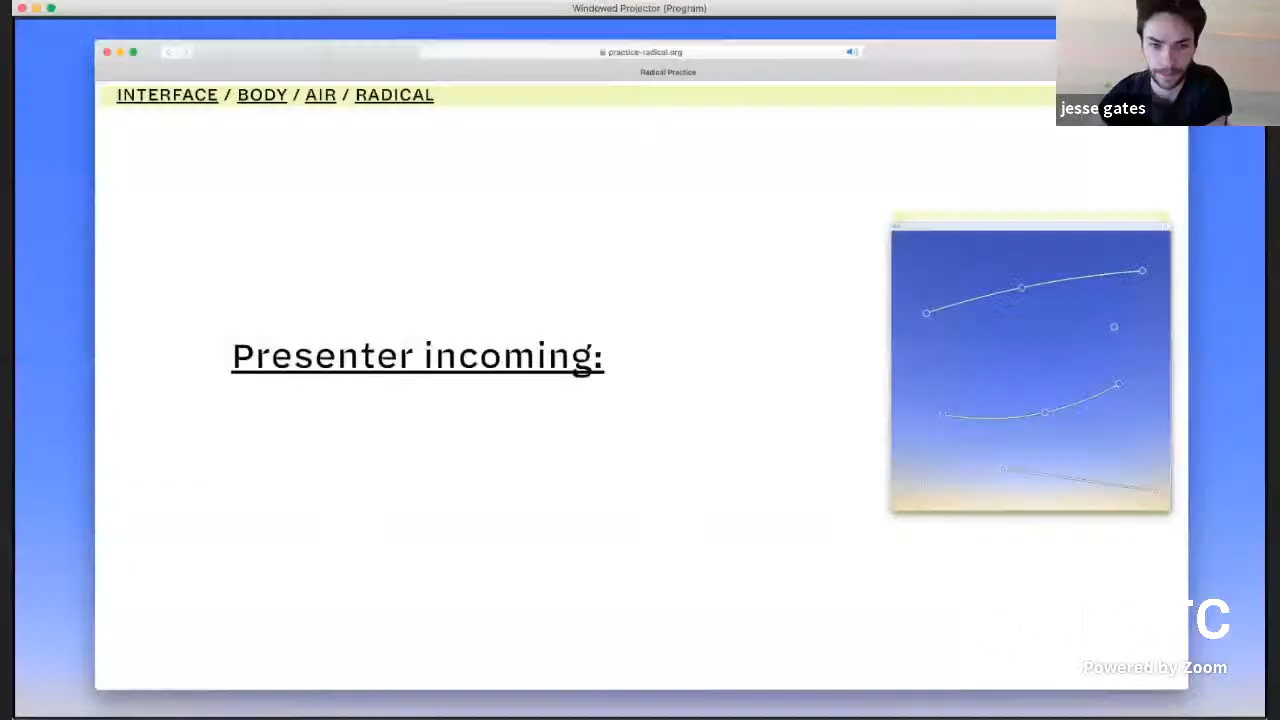 Windowed Projector (Program)
practice-radical.org
Radical Practice
INTERFACE / BODY / AIR / RADICAL
jesse gates
Presenter incoming:
Powered by Zoom